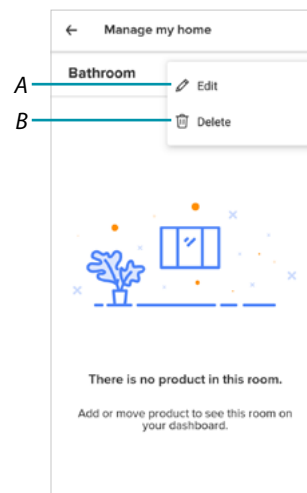 Manage my home
Bathroom
A
Edit
B
Delete
There is no product in this room.
Add or move product to see this room on
your dashboard.